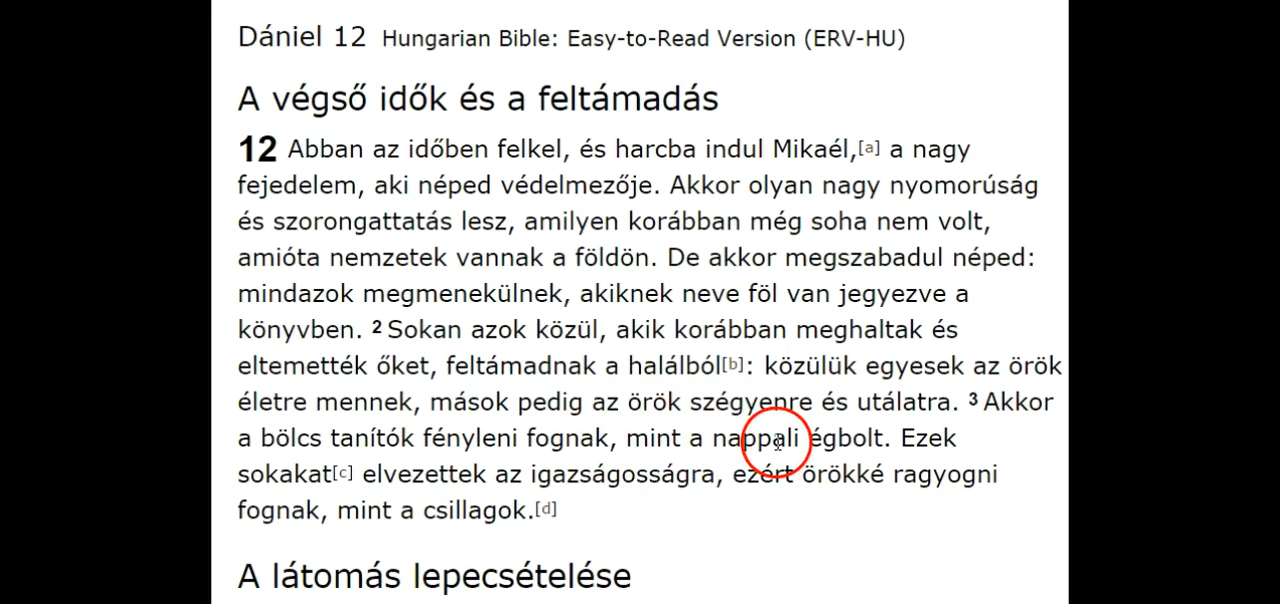 Dániel 12 Hungarian Bible: Easy-to-Read Version (ERV-HU)
A végső idők és a feltámadás
12 Abban az időben felkel, és harcba indul Mikaél,[a] a nagy
fejedelem, aki néped védelmezője. Akkor olyan nagy nyomorúság
és szorongattatás lesz, amilyen korábban még soha nem volt,
amióta nemzetek vannak a földön. De akkor megszabadul néped:
mindazok megmenekülnek, akiknek neve föl van jegyezve a
könyvben. 2 Sokan azok közül, akik korábban meghaltak és
eltemették őket, feltámadnak a halálból[b]: közülük egyesek az örök
életre mennek, mások pedig az örök szégyenre és utálatra. 3 Akkor
a bölcs tanítók fényleni fognak, mint a nappali égbolt. Ezek
sokakat[c] elvezettek az igazságosságra, ezért örökké ragyogni
fognak, mint a csillagok.[d]
A látomás lepecsételése